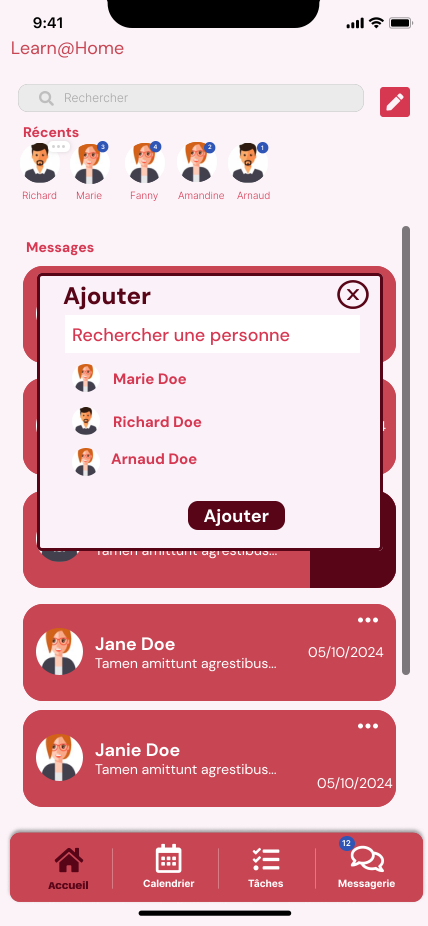 9:41
Learn@Home
Rechercher
Récents
3
4
2
1
Richard
Marie
Fanny
Amandine
Arnaud
Messages
Ajouter
X
Rechercher une personne
Marie Doe
Richard Doe
Arnaud Doe
Ajouter
Tamen amittunt agrestibus...
Jane Doe
Tamen amittunt agrestibus...
05/10/2024
Janie Doe
Tamen amittunt agrestibus...
05/10/2024
12
Accueil
Calendrier
Tâches
Messagerie